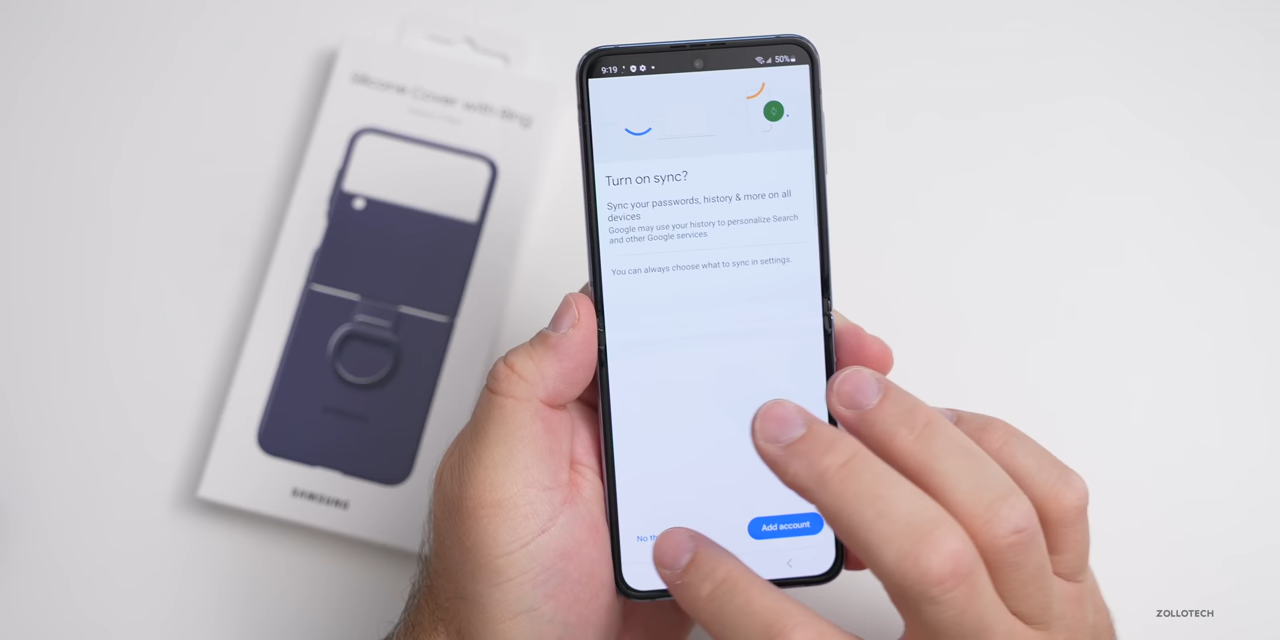 Silicone Cover with Ring
SAMSUNG
9:19
50%
Turn on sync?
Sync your passwords, history & more on all
devices
Google may use your history to personalize Search
and other Google services
You can always choose what to sync in settings.
No th
Add account
ZOLLOTECH